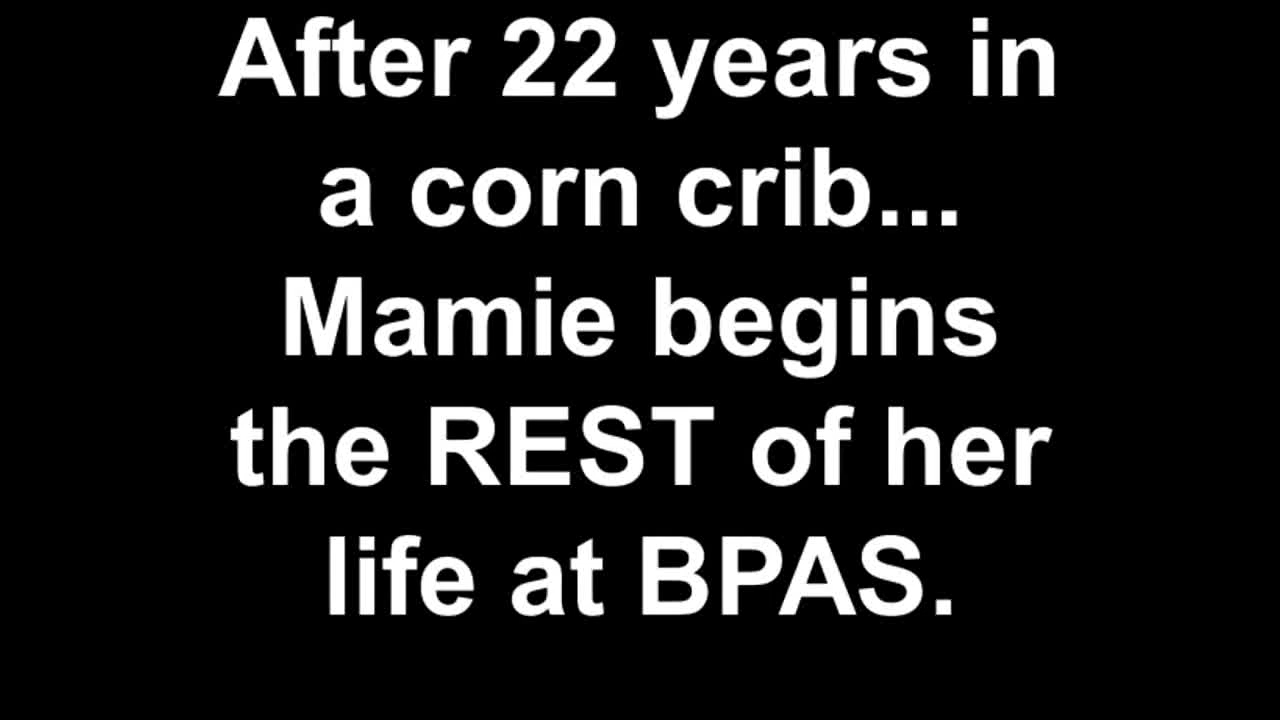 After 22 years in
a corn crib...
Mamie begins
the REST of her
life at BPAS.